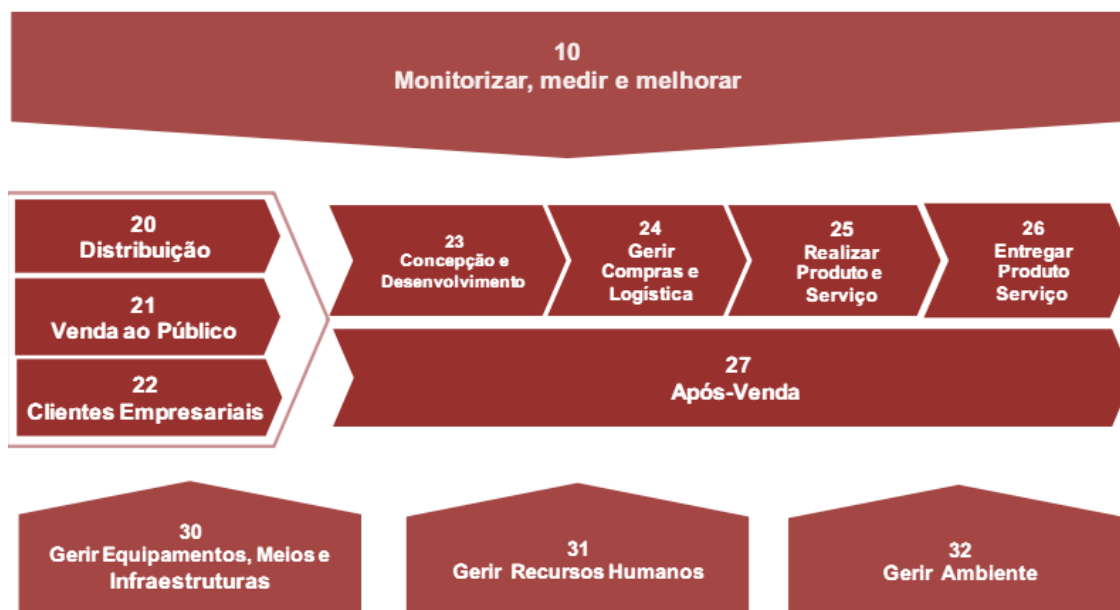 10
Monitorizar, medir e melhorar
20
Distribuição
21
Venda ao Público
22
Clientes Empresariais
23
Concepção e
Desenvolvimento
24
Gerir
Compras e
Logística
25
Realizar
Produto e
Serviço
26
Entregar
Produto
Serviço
27
Após-Venda
30
Gerir Equipamentos, Meios e
Infraestruturas
31
Gerir Recursos Humanos
32
Gerir Ambiente